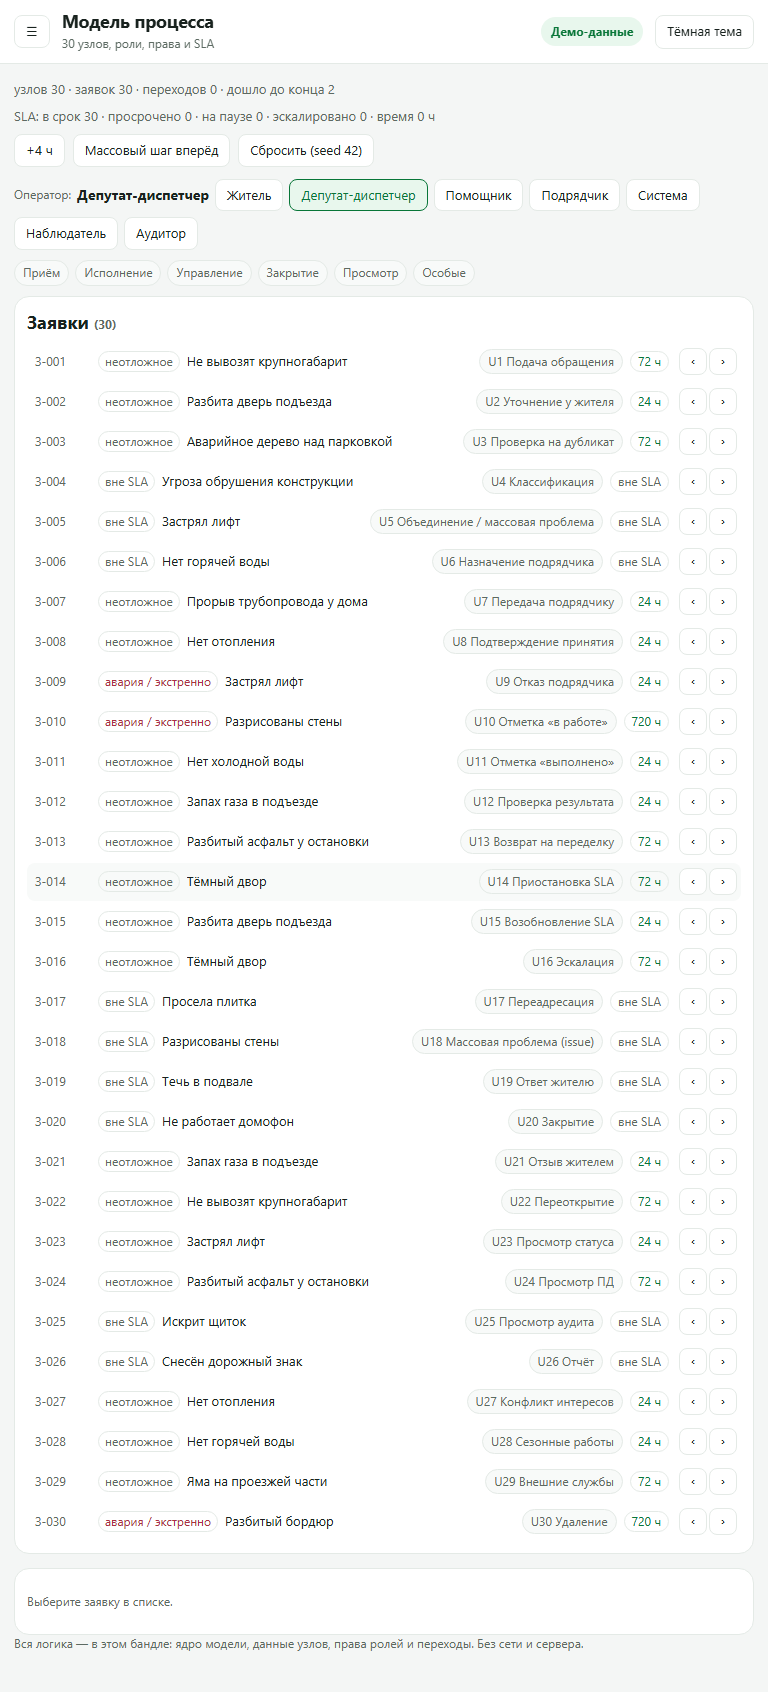 ☰
Модель процесса
30 узлов, роли, права и SLA
Демо-данные
Тёмная тема
узлов 30 · заявок 30 · переходов 0 · дошло до конца 2
SLA: в срок 30 · просрочено 0 · на паузе 0 · эскалировано 0 · время 0 ч
+4 ч Массовый шаг вперёд Сбросить (seed 42)
Оператор: Депутат-диспетчер Житель Депутат-диспетчер Помощник Подрядчик Система
Наблюдатель Аудитор
Приём Исполнение Управление Закрытие Просмотр Особые
Заявки (30)
З-001 неотложное Не вывозят крупногабарит U1 Подача обращения 72 ч ‹ ›
З-002 неотложное Разбита дверь подъезда U2 Уточнение у жителя 24 ч ‹ ›
З-003 неотложное Аварийное дерево над парковкой U3 Проверка на дубликат 72 ч ‹ ›
З-004 вне SLA Угроза обрушения конструкции U4 Классификация вне SLA ‹ ›
З-005 вне SLA Застрял лифт U5 Объединение / массовая проблема вне SLA ‹ ›
З-006 вне SLA Нет горячей воды U6 Назначение подрядчика вне SLA ‹ ›
З-007 неотложное Прорыв трубопровода у дома U7 Передача подрядчику 24 ч ‹ ›
З-008 неотложное Нет отопления U8 Подтверждение принятия 24 ч ‹ ›
З-009 авария / экстренно Застрял лифт U9 Отказ подрядчика 24 ч ‹ ›
З-010 авария / экстренно Разрисованы стены U10 Отметка «в работе» 720 ч ‹ ›
З-011 неотложное Нет холодной воды U11 Отметка «выполнено» 24 ч ‹ ›
З-012 неотложное Запах газа в подъезде U12 Проверка результата 24 ч ‹ ›
З-013 неотложное Разбитый асфальт у остановки U13 Возврат на переделку 72 ч ‹ ›
З-014 неотложное Тёмный двор U14 Приостановка SLA 72 ч ‹ ›
З-015 неотложное Разбита дверь подъезда U15 Возобновление SLA 24 ч ‹ ›
З-016 неотложное Тёмный двор U16 Эскалация 72 ч ‹ ›
З-017 вне SLA Просела плитка U17 Переадресация вне SLA ‹ ›
З-018 вне SLA Разрисованы стены U18 Массовая проблема (issue) вне SLA ‹ ›
З-019 вне SLA Течь в подвале U19 Ответ жителю вне SLA ‹ ›
З-020 вне SLA Не работает домофон U20 Закрытие вне SLA ‹ ›
З-021 неотложное Запах газа в подъезде U21 Отзыв жителем 24 ч ‹ ›
З-022 неотложное Не вывозят крупногабарит U22 Переоткрытие 72 ч ‹ ›
З-023 неотложное Застрял лифт U23 Просмотр статуса 24 ч ‹ ›
З-024 неотложное Разбитый асфальт у остановки U24 Просмотр ПД 72 ч ‹ ›
З-025 вне SLA Искрит щиток U25 Просмотр аудита вне SLA ‹ ›
З-026 вне SLA Снесён дорожный знак U26 Отчёт вне SLA ‹ ›
З-027 неотложное Нет отопления U27 Конфликт интересов 24 ч ‹ ›
З-028 неотложное Нет горячей воды U28 Сезонные работы 24 ч ‹ ›
З-029 неотложное Яма на проезжей части U29 Внешние службы 72 ч ‹ ›
З-030 авария / экстренно Разбитый бордюр U30 Удаление 720 ч ‹ ›
Выберите заявку в списке.
Вся логика — в этом бандле: ядро модели, данные узлов, права ролей и переходы. Без сети и сервера.